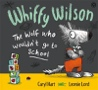 Whiffy Wilson
The Wolf who
wouldn't go to
School
Caryl Hart
Leonie Lord